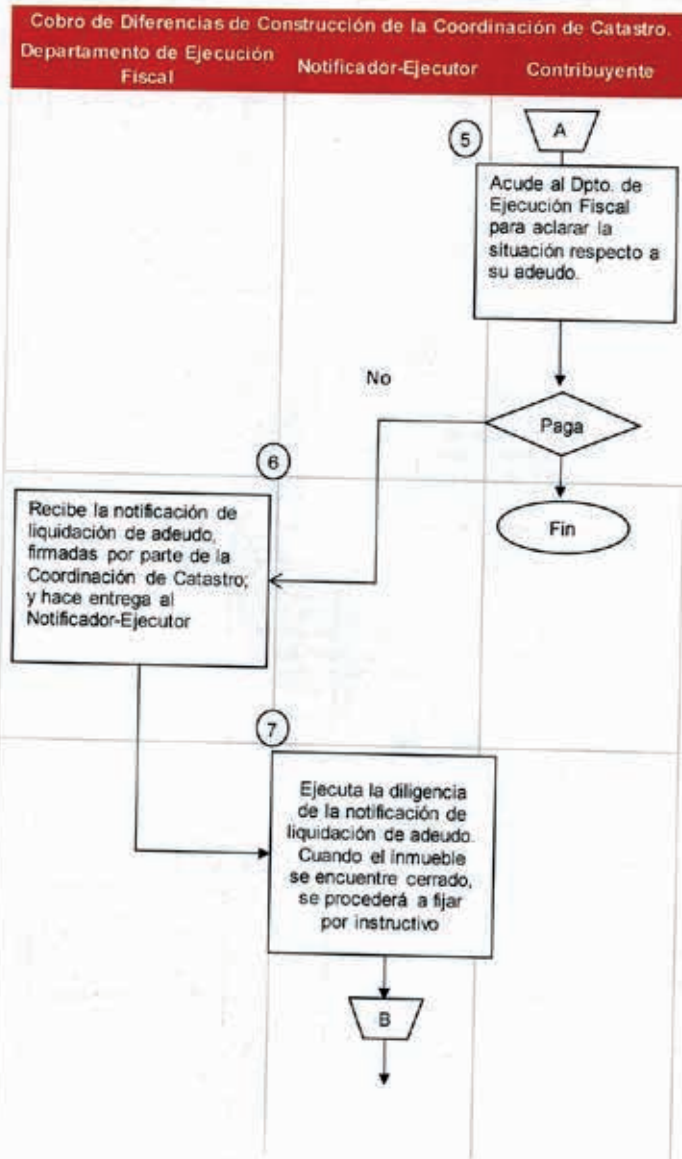 Cobro de Diferencias de Construcción de la Coordinación de Catastro.
Departamento de Ejecución
Fiscal
Notificador-Ejecutor
Contribuyente
A
5
Acude al Dpto. de
Ejecución Fiscal
para aclarar la
situación respecto a
su adeudo.
No
Paga
Fin
6
Recibe la notificación de
liquidación de adeudo,
firmadas por parte de la
Coordinación de Catastro;
y hace entrega al
Notificador-Ejecutor
7
Ejecuta la diligencia
de la notificación de
liquidación de adeudo.
Cuando el inmueble
se encuentre cerrado,
se procederá a fijar
por instructivo
B